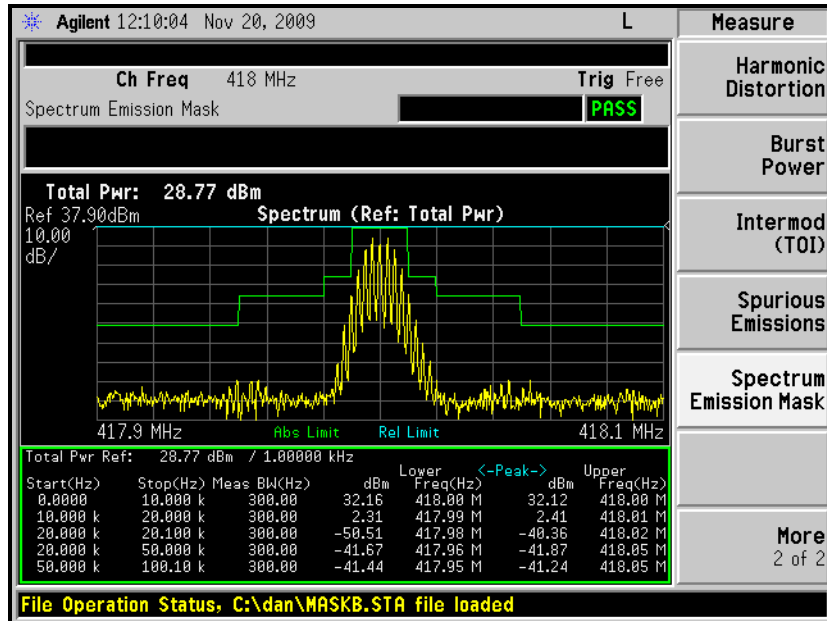 Agilent 12:10:04 Nov 20, 2009 L
Measure
Ch Freq 418 MHz Trig Free
Spectrum Emission Mask PASS
Total Pwr: 28.77 dBm
Ref 37.90dBm Spectrum (Ref: Total Pwr)
10.00
dB/
417.9 MHz Abs Limit Rel Limit 418.1 MHz
Total Pwr Ref: 28.77 dBm / 1.00000 kHz
Lower <-Peak-> Upper
Start(Hz) Stop(Hz) Meas BW(Hz) dBm Freq(Hz) dBm Freq(Hz)
0.0000 10.000 k 300.00 32.16 418.00 M 32.12 418.00 M
10.000 k 20.000 k 300.00 2.31 417.99 M 2.41 418.01 M
20.000 k 20.100 k 300.00 -50.51 417.98 M -40.36 418.02 M
20.000 k 50.000 k 300.00 -41.67 417.96 M -41.87 418.05 M
50.000 k 100.10 k 300.00 -41.44 417.95 M -41.24 418.05 M
File Operation Status, C:\dan\MASKB.STA file loaded
Harmonic
Distortion
Burst
Power
Intermod
(TOI)
Spurious
Emissions
Spectrum
Emission Mask
More
2 of 2